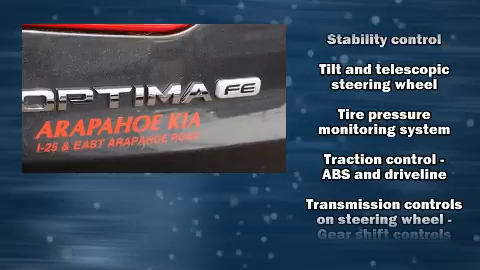 OPTIMA FE
ARAPAHOE KIA
I-25 & EAST ARAPAHOE ROAD
Stability control
Tilt and telescopic
steering wheel
Tire pressure
monitoring system
Traction control -
ABS and driveline
Transmission controls
on steering wheel -
Gear shift controls